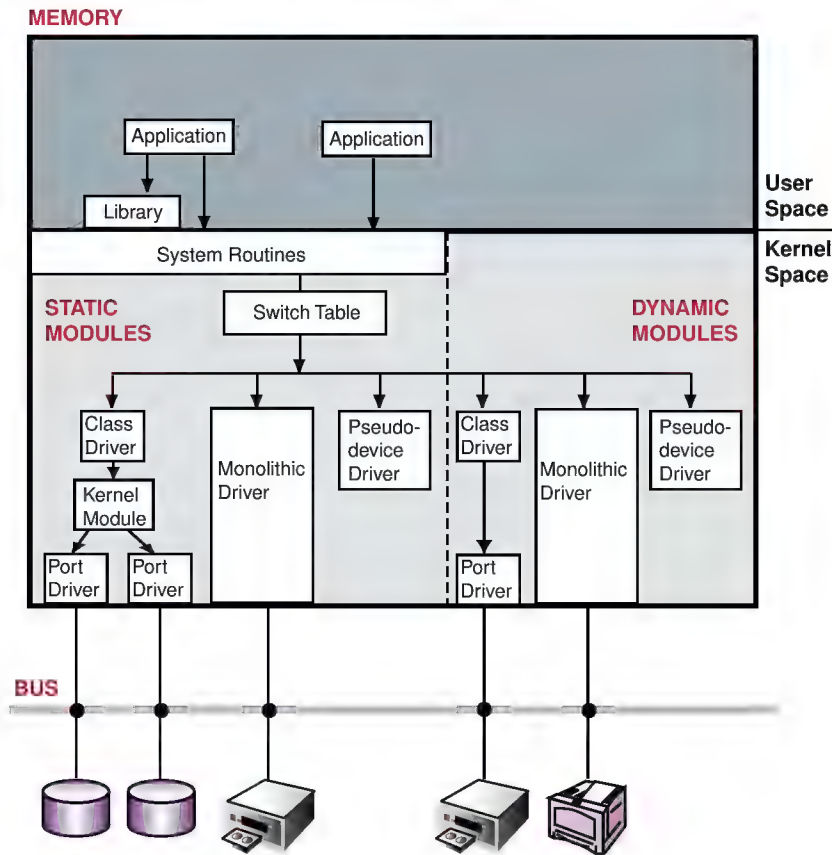 MEMORY
Application
Application
Library
User
Space
Kernel
Space
System Routines
STATIC
MODULES
Switch Table
DYNAMIC
MODULES
Class
Driver
Monolithic
Driver
Pseudo-
device
Driver
Class
Driver
Monolithic
Driver
Pseudo-
device
Driver
Kernel
Module
Port
Driver
Port
Driver
Port
Driver
BUS